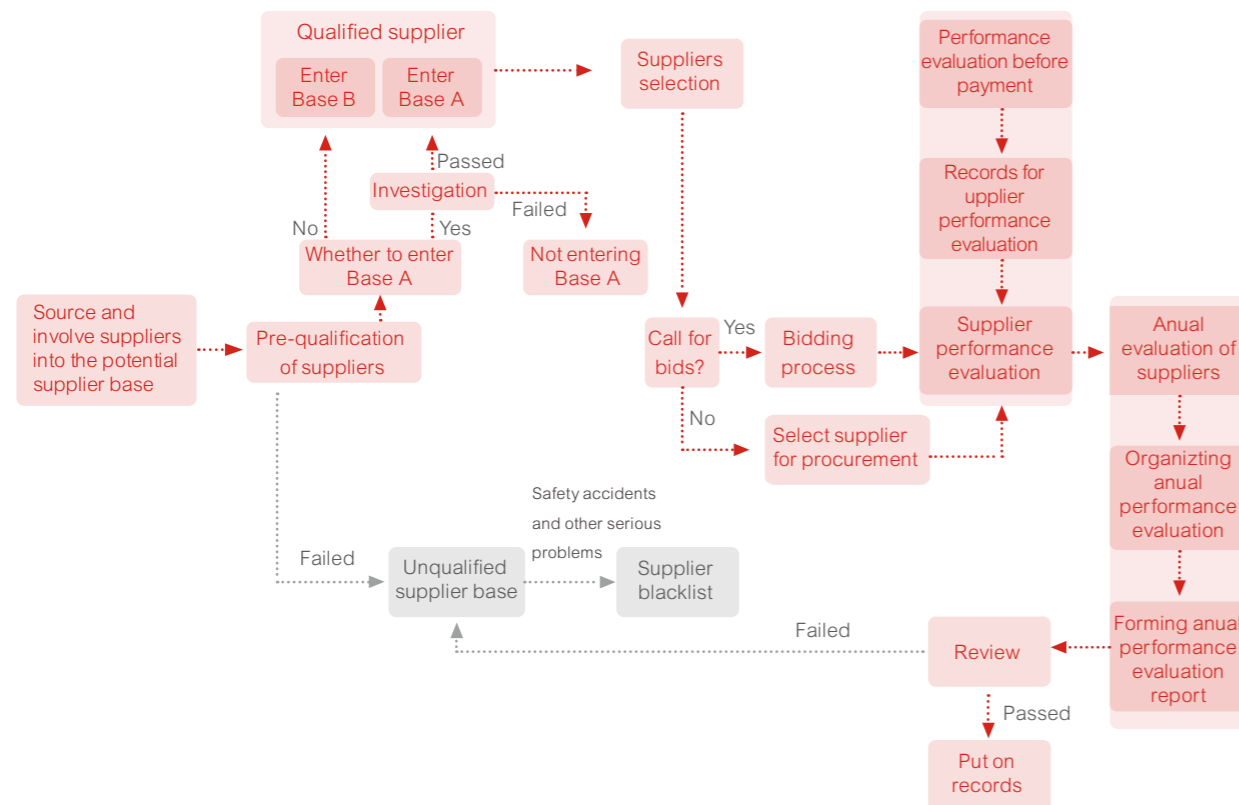 Qualified supplier
Enter
Base B
Enter
Base A
Suppliers
selection
Performance
evaluation before
payment
Passed
Investigation
Failed
Records for
upplier
performance
evaluation
No
Yes
Whether to enter
Base A
Not entering
Base A
Source and
involve suppliers
into the potential
supplier base
Pre-qualification
of suppliers
Call for
bids?
Yes
Bidding
process
Supplier
performance
evaluation
Anual
evaluation of
suppliers
No
Select supplier
for procurement
Organizting
anual
performance
evaluation
Safety accidents
and other serious
problems
Failed
Unqualified
supplier base
Supplier
blacklist
Failed
Review
Forming anual
performance
evaluation
report
Passed
Put on
records